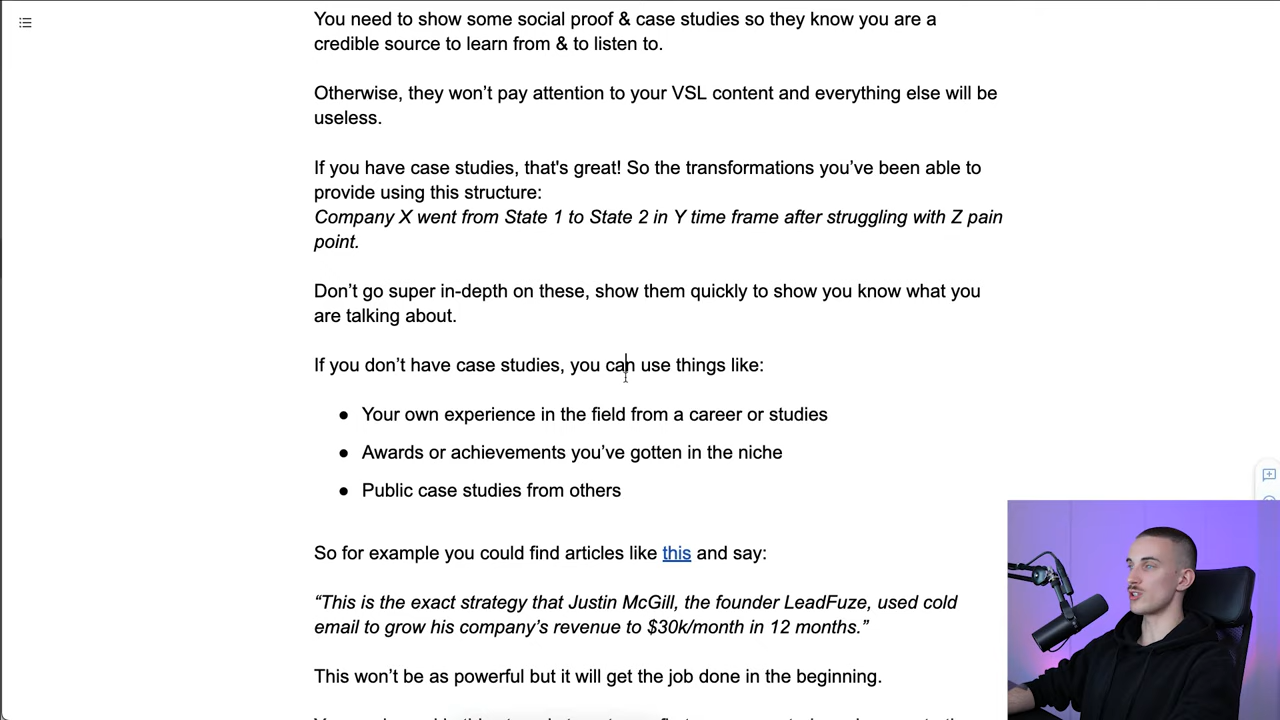 You need to show some social proof & case studies so they know you are a
credible source to learn from & to listen to.
Otherwise, they won’t pay attention to your VSL content and everything else will be
useless.
If you have case studies, that's great! So the transformations you’ve been able to
provide using this structure:
Company X went from State 1 to State 2 in Y time frame after struggling with Z pain
point.
Don’t go super in-depth on these, show them quickly to show you know what you
are talking about.
If you don’t have case studies, you can use things like:
● Your own experience in the field from a career or studies
● Awards or achievements you’ve gotten in the niche
● Public case studies from others
So for example you could find articles like this and say:
“This is the exact strategy that Justin McGill, the founder LeadFuze, used cold
email to grow his company’s revenue to $30k/month in 12 months.”
This won’t be as powerful but it will get the job done in the beginning.